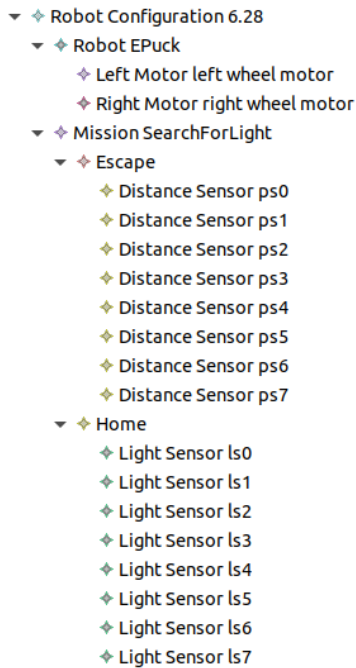 Robot Configuration 6.28
Robot EPuck
Left Motor left wheel motor
Right Motor right wheel motor
Mission SearchForLight
Escape
Distance Sensor ps0
Distance Sensor ps1
Distance Sensor ps2
Distance Sensor ps3
Distance Sensor ps4
Distance Sensor ps5
Distance Sensor ps6
Distance Sensor ps7
Home
Light Sensor ls0
Light Sensor ls1
Light Sensor ls2
Light Sensor ls3
Light Sensor ls4
Light Sensor ls5
Light Sensor ls6
Light Sensor ls7